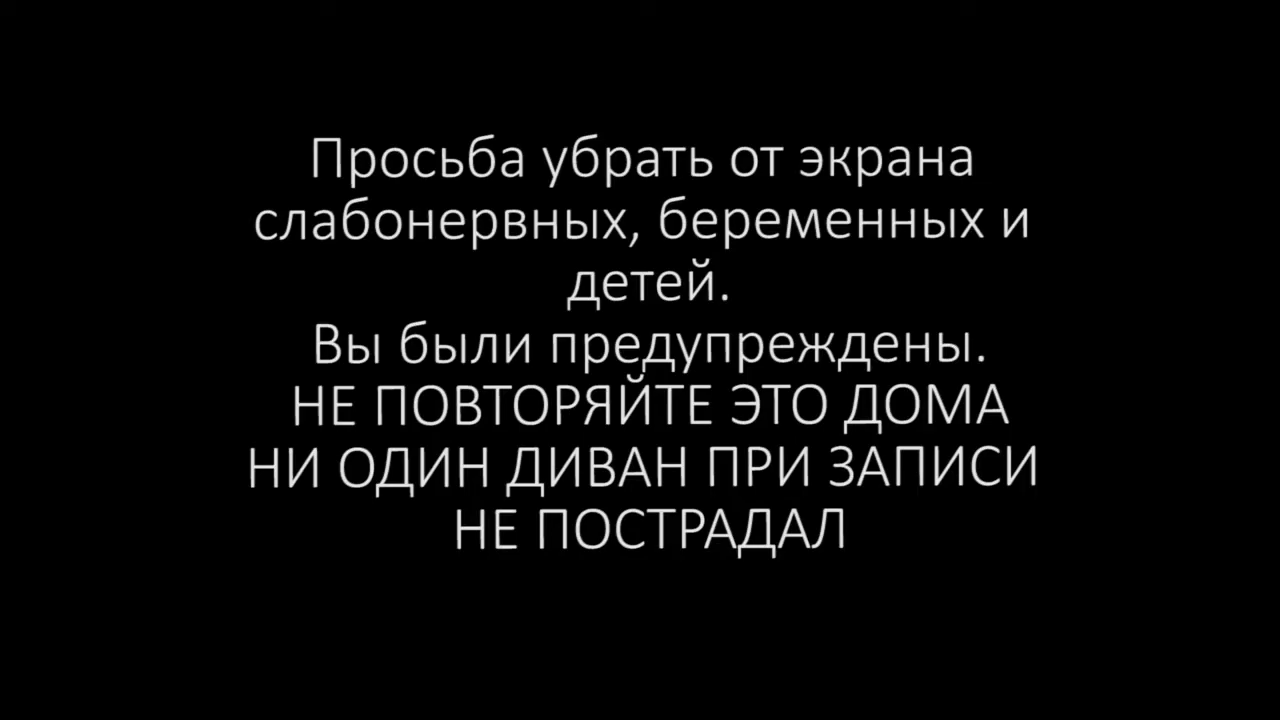 Просьба убрать от экрана
слабонервных, беременных и
детей.
Вы были предупреждены.
НЕ ПОВТОРЯЙТЕ ЭТО ДОМА
НИ ОДИН ДИВАН ПРИ ЗАПИСИ
НЕ ПОСТРАДАЛ